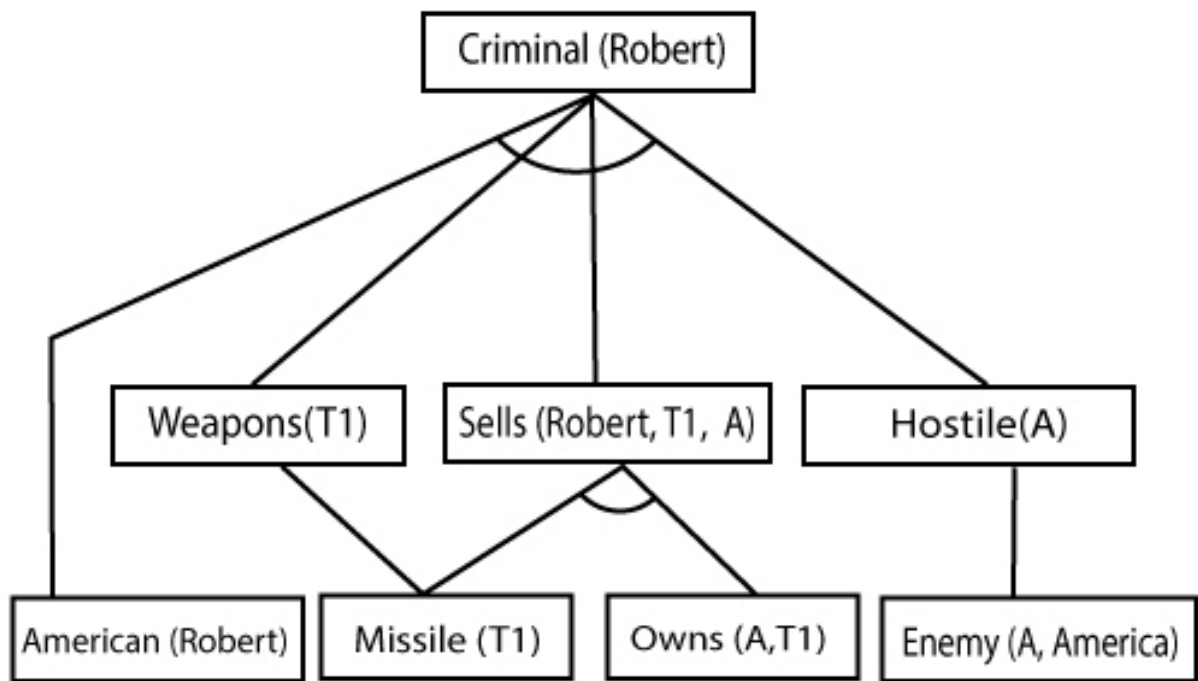 Criminal (Robert)
Weapons(T1)
Sells (Robert, T1, A)
Hostile(A)
American (Robert)
Missile (T1)
Owns (A,T1)
Enemy (A, America)